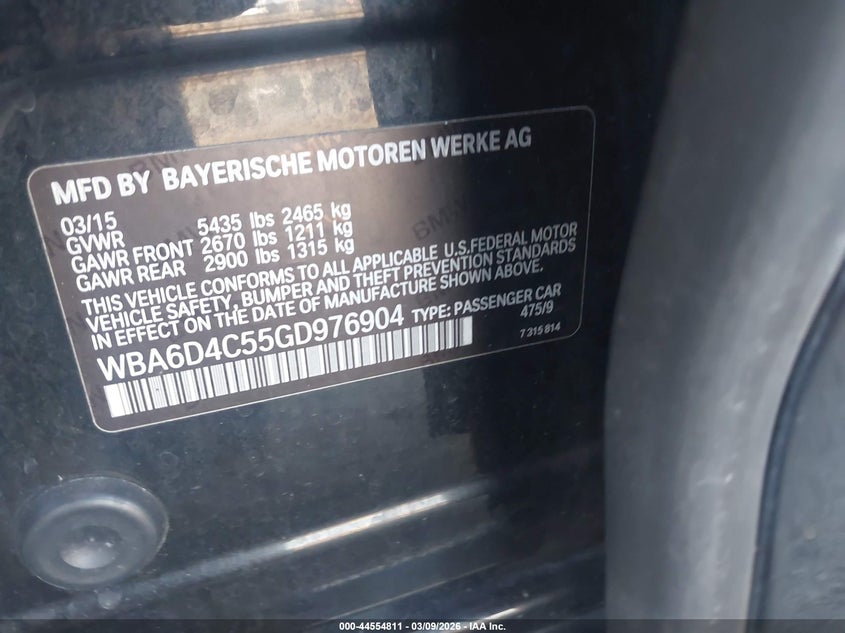 MFD BY BAYERISCHE MOTOREN WERKE AG
03/15
GVWR 5435 lbs 2465 kg
GAWR FRONT 2670 lbs 1211 kg
GAWR REAR 2900 lbs 1315 kg
THIS VEHICLE CONFORMS TO ALL APPLICABLE U.S.FEDERAL MOTOR
VEHICLE SAFETY, BUMPER AND THEFT PREVENTION STANDARDS
IN EFFECT ON THE DATE OF MANUFACTURE SHOWN ABOVE.
WBA6D4C55GD976904 TYPE: PASSENGER CAR
475/9
7 315 814
000-44554811 - 03/09/2026 - IAA Inc.